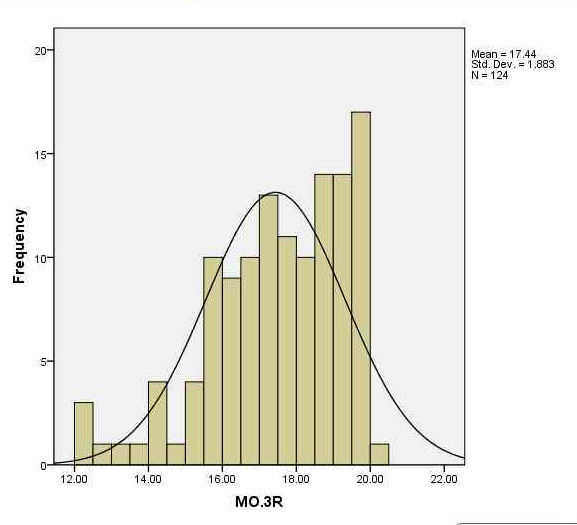 Mean = 17.44
Std. Dev. = 1.883
N = 124
20
15
10
5
0
Frequency
12.00 14.00 16.00 18.00 20.00 22.00
MO.3R